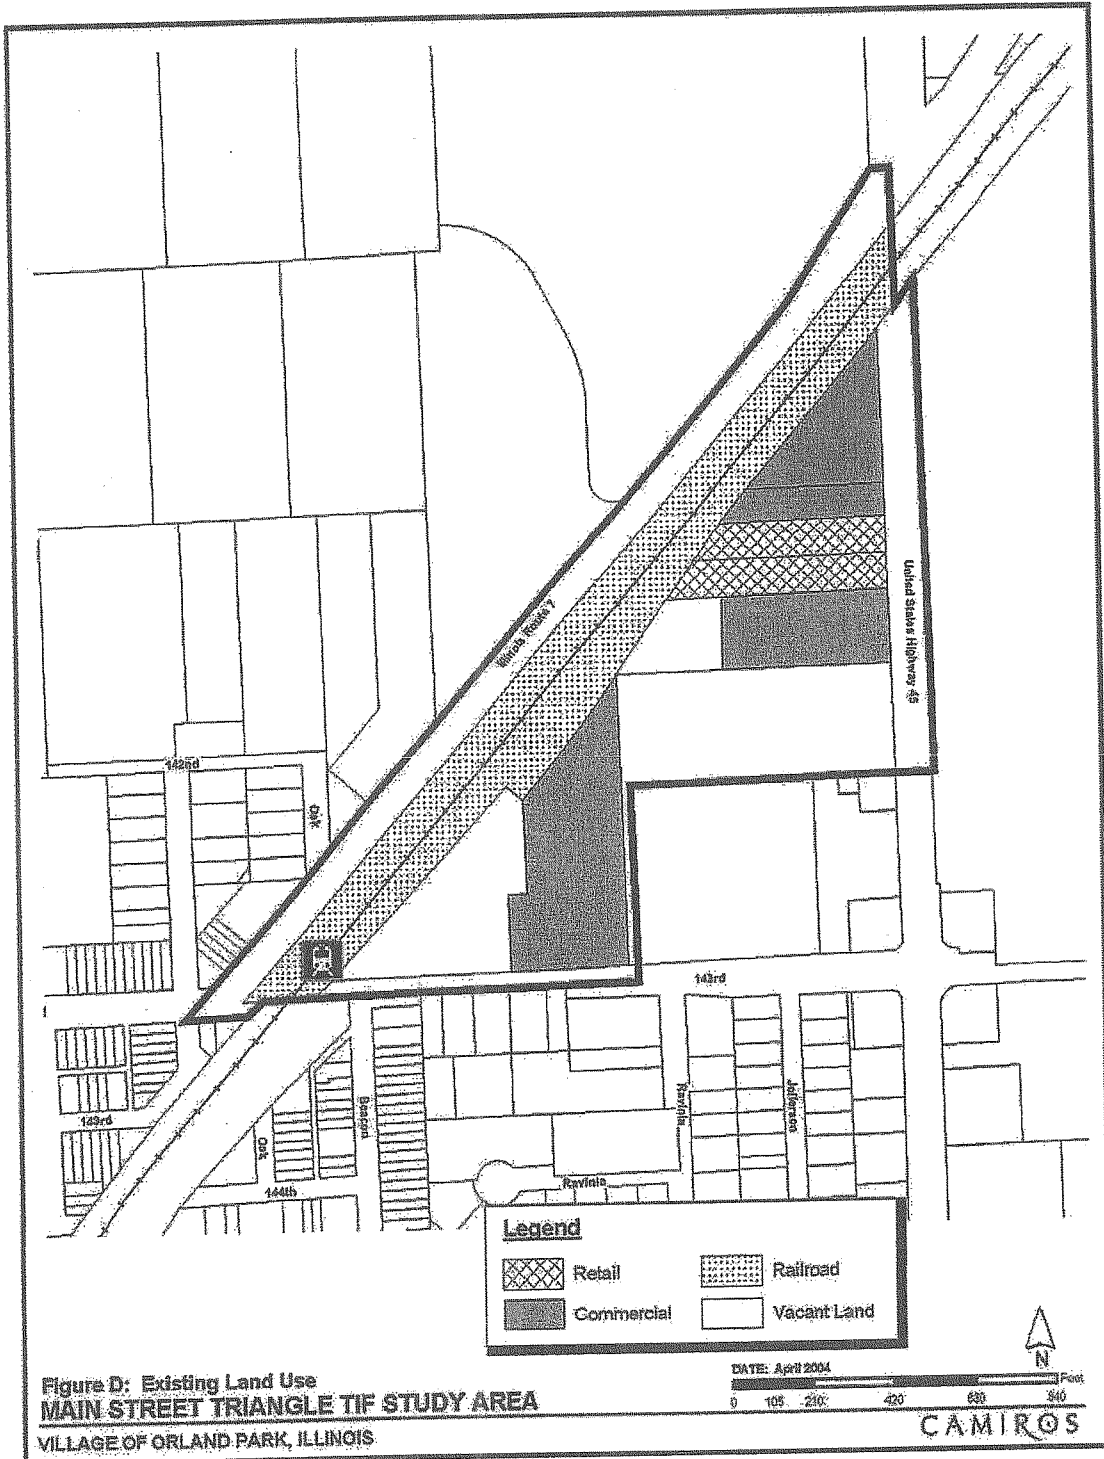 Illinois Route 7
United States Highway 45
142nd
Oak
143rd
143rd
Oak
Beacon
144th
Ravinia
Jefferson
Ravinia
Legend
Retail
Railroad
Commercial
Vacant Land
N
DATE: April 2004
Feet
0 105 210 420 630 840
CAMIROS
Figure D: Existing Land Use
MAIN STREET TRIANGLE TIF STUDY AREA
VILLAGE OF ORLAND PARK, ILLINOIS